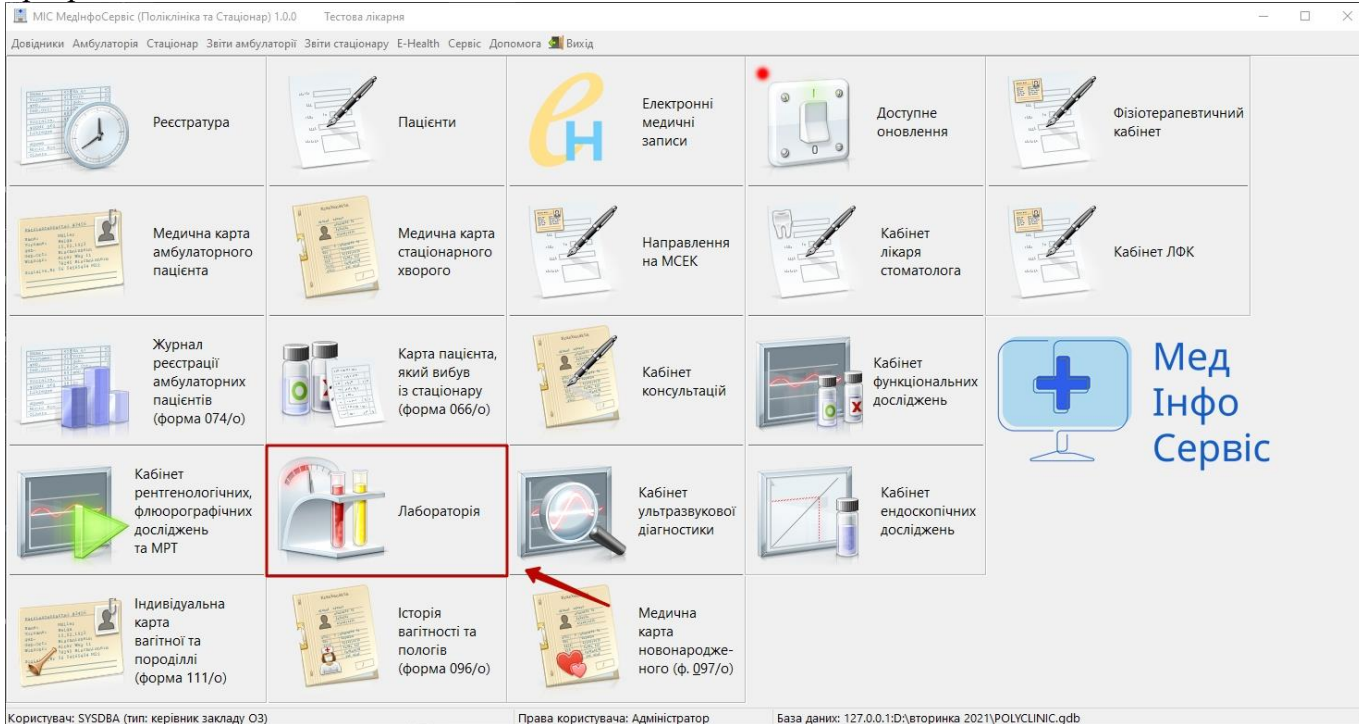 МІС МедІнфоСервіс (Поліклініка та Стаціонар) 1.0.0 Тестова лікарня
Довідники Амбулаторія Стаціонар Звіти амбулаторії Звіти стаціонару E-Health Сервіс Допомога Вихід
Реєстратура
Пацієнти
Електронні
медичні
записи
Доступне
оновлення
Фізіотерапевтичний
кабінет
Медична карта
амбулаторного
пацієнта
Медична карта
стаціонарного
хворого
Направлення
на МСЕК
Кабінет
лікаря
стоматолога
Кабінет ЛФК
Журнал
реєстрації
амбулаторних
пацієнтів
(форма 074/о)
Карта пацієнта,
який вибув
із стаціонару
(форма 066/о)
Кабінет
консультацій
Кабінет
функціональних
досліджень
Мед
Інфо
Сервіс
Кабінет
рентгенологічних,
флюорографічних
досліджень
та МРТ
Лабораторія
Кабінет
ультразвукової
діагностики
Кабінет
ендоскопічних
досліджень
Індивідуальна
карта
вагітної та
породіллі
(форма 111/о)
Історія
вагітності та
пологів
(форма 096/о)
Медична
карта
новонародже-
ного (ф. 097/о)
Користувач: SYSDBA (тип: керівник закладу ОЗ) Права користувача: Адміністратор База даних: 127.0.0.1:D:\вторинка 2021\POLYCLINIC.gdb